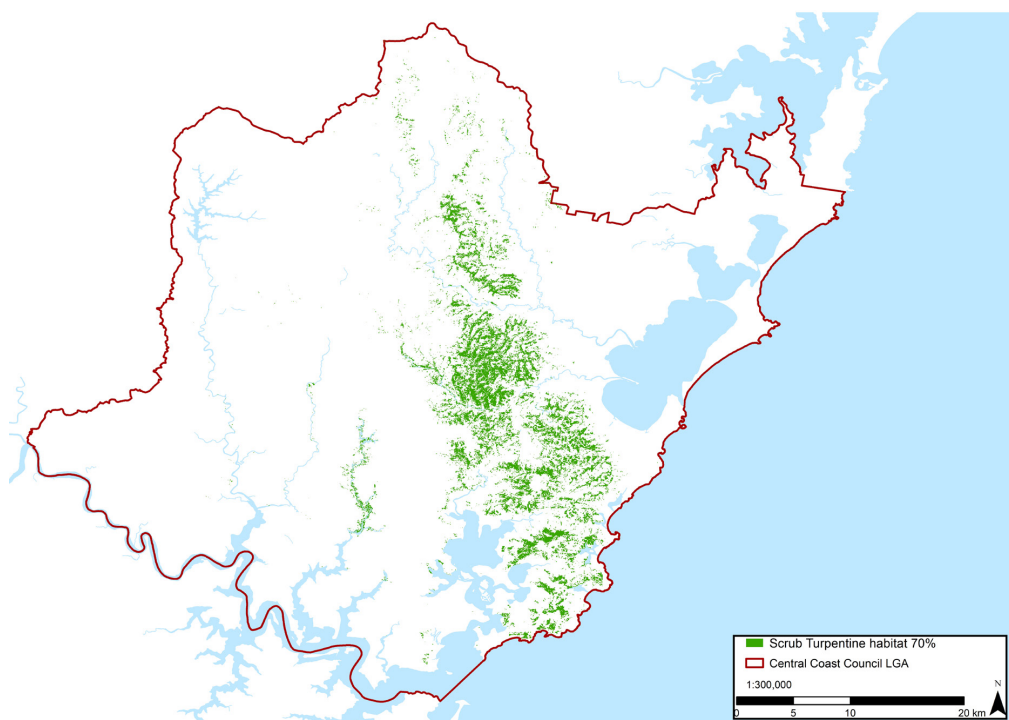 Scrub Turpentine habitat 70%
Central Coast Council LGA
1:300,000
N
0 5 10 20 km